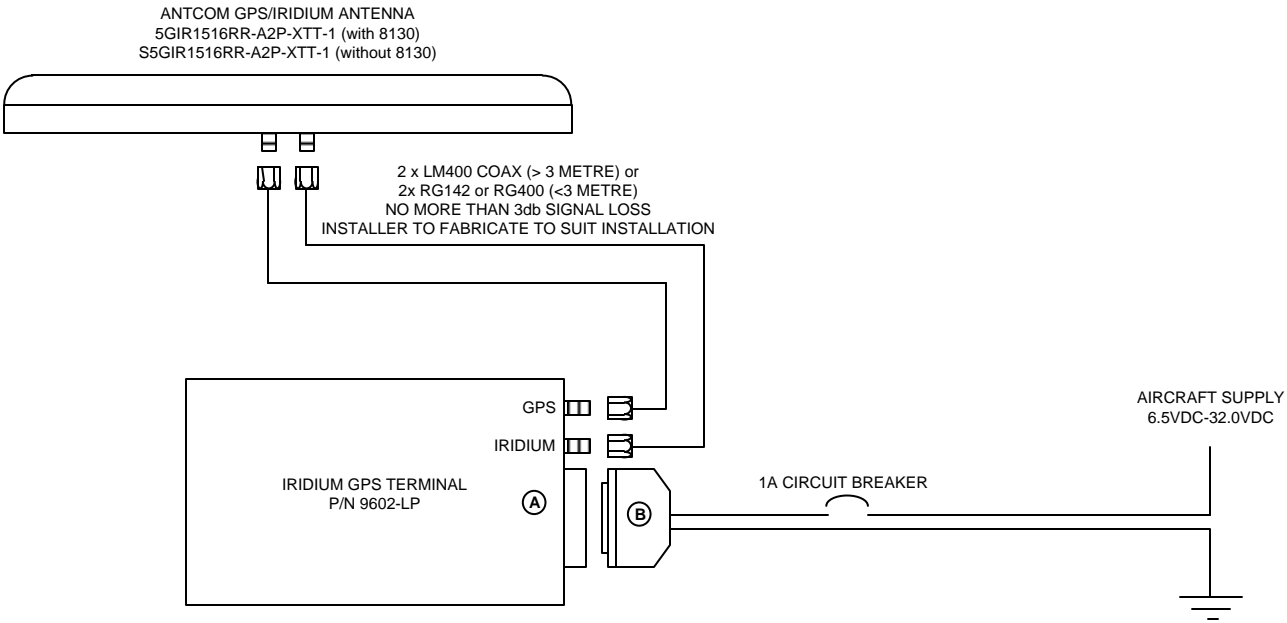 ANTCOM GPS/IRIDIUM ANTENNA
5GIR1516RR-A2P-XTT-1 (with 8130)
S5GIR1516RR-A2P-XTT-1 (without 8130)
2 x LM400 COAX (> 3 METRE) or
2x RG142 or RG400 (<3 METRE)
NO MORE THAN 3db SIGNAL LOSS
INSTALLER TO FABRICATE TO SUIT INSTALLATION
GPS
IRIDIUM
IRIDIUM GPS TERMINAL
P/N 9602-LP
A
B
1A CIRCUIT BREAKER
AIRCRAFT SUPPLY
6.5VDC-32.0VDC